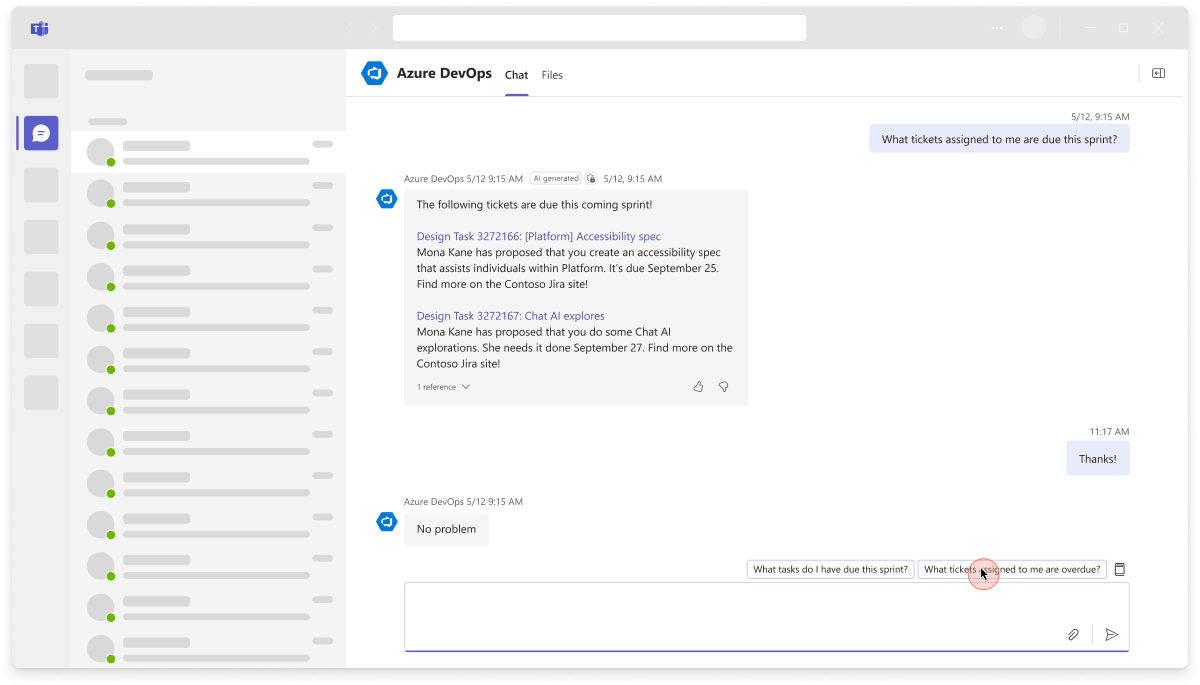 Azure DevOps Chat Files
5/12, 9:15 AM
What tickets assigned to me are due this sprint?
Azure DevOps 5/12 9:15 AM AI generated 5/12, 9:15 AM
The following tickets are due this coming sprint!
Design Task 3272166: [Platform] Accessibility spec
Mona Kane has proposed that you create an accessibility spec
that assists individuals within Platform. It's due September 25.
Find more on the Contoso Jira site!
Design Task 3272167: Chat AI explores
Mona Kane has proposed that you do some Chat AI
explorations. She needs it done September 27. Find more on the
Contoso Jira site!
1 reference
11:17 AM
Thanks!
Azure DevOps 5/12 9:15 AM
No problem
What tasks do I have due this sprint? What tickets assigned to me are overdue?